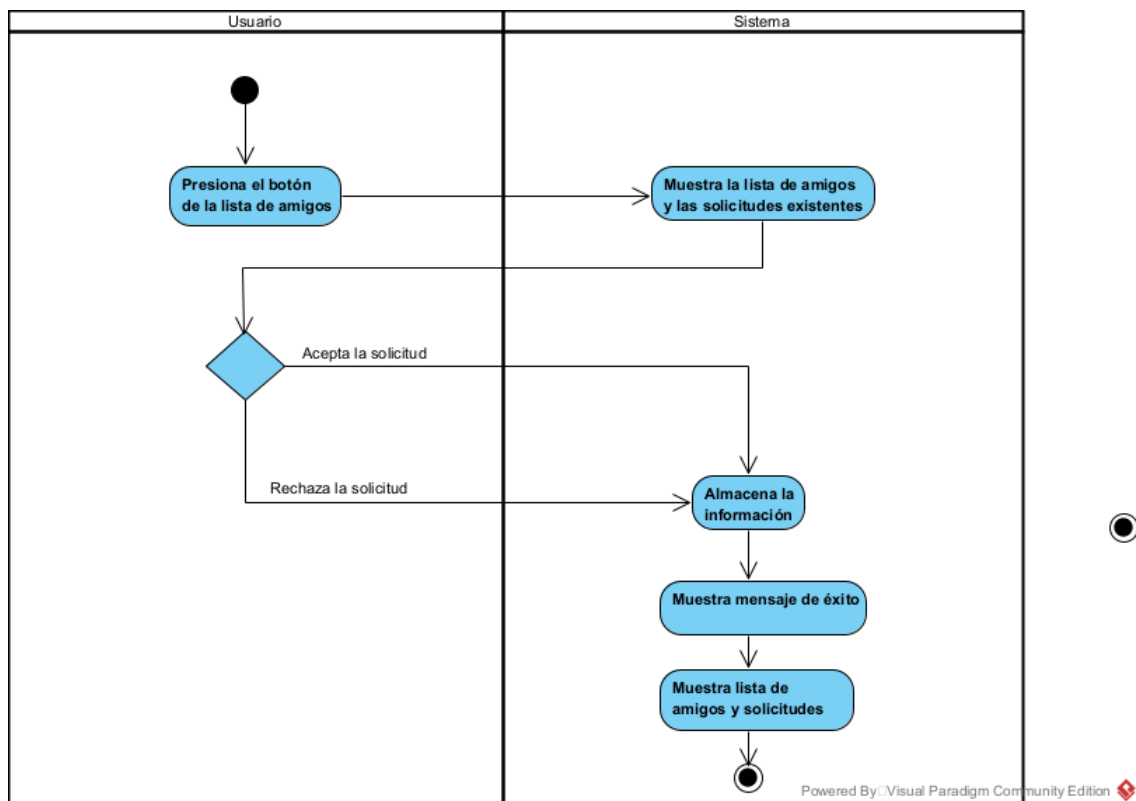 Usuario
Sistema
Presiona el botón
de la lista de amigos
Muestra la lista de amigos
y las solicitudes existentes
Acepta la solicitud
Rechaza la solicitud
Almacena la
información
Muestra mensaje de éxito
Muestra lista de
amigos y solicitudes
Powered By Visual Paradigm Community Edition